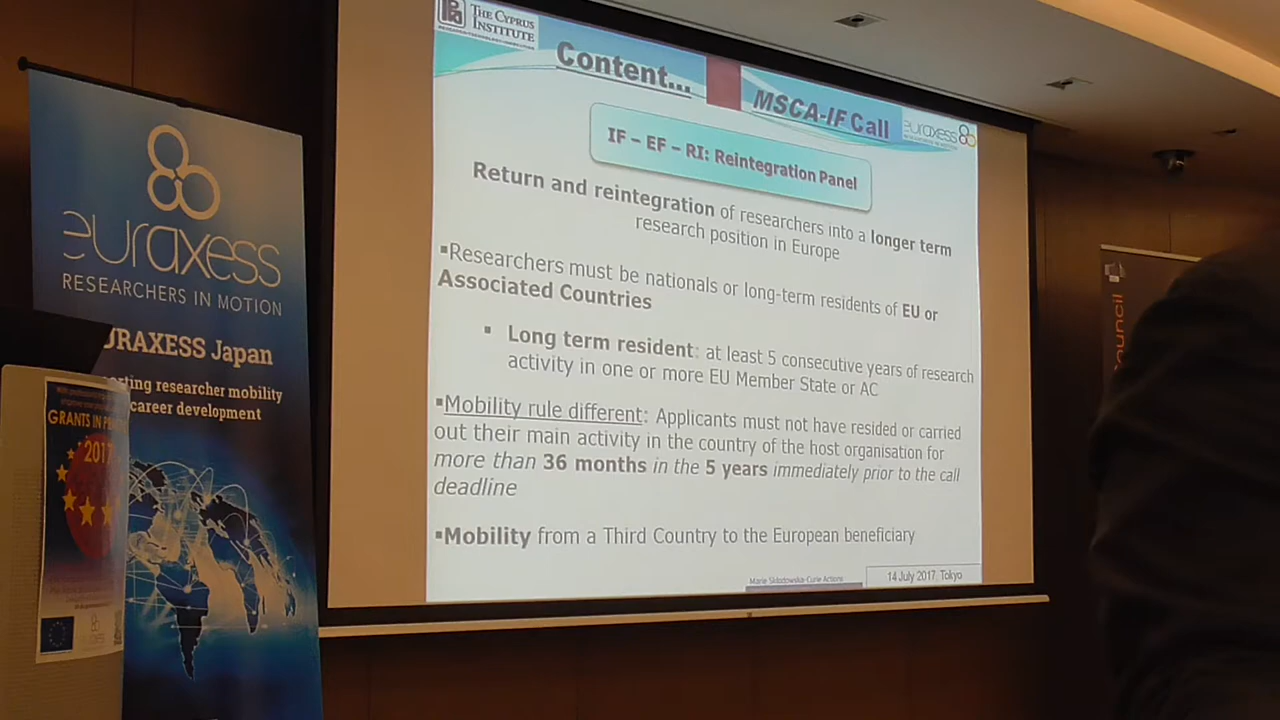 THE CYPRUS
INSTITUTE
Content...
MSCA-IF Call
euraxess
IF – EF – RI: Reintegration Panel
Return and reintegration of researchers into a longer term
research position in Europe
▪Researchers must be nationals or long-term residents of EU or
Associated Countries
▪ Long term resident: at least 5 consecutive years of research
activity in one or more EU Member State or AC
▪Mobility rule different: Applicants must not have resided or carried
out their main activity in the country of the host organisation for
more than 36 months in the 5 years immediately prior to the call
deadline
▪Mobility from a Third Country to the European beneficiary
Marie Skłodowska-Curie Actions
14 July 2017 Tokyo
euraxess
RESEARCHERS IN MOTION
URAXESS Japan
rting researcher mobility
career development
GRANTS IN
2017
ouncil